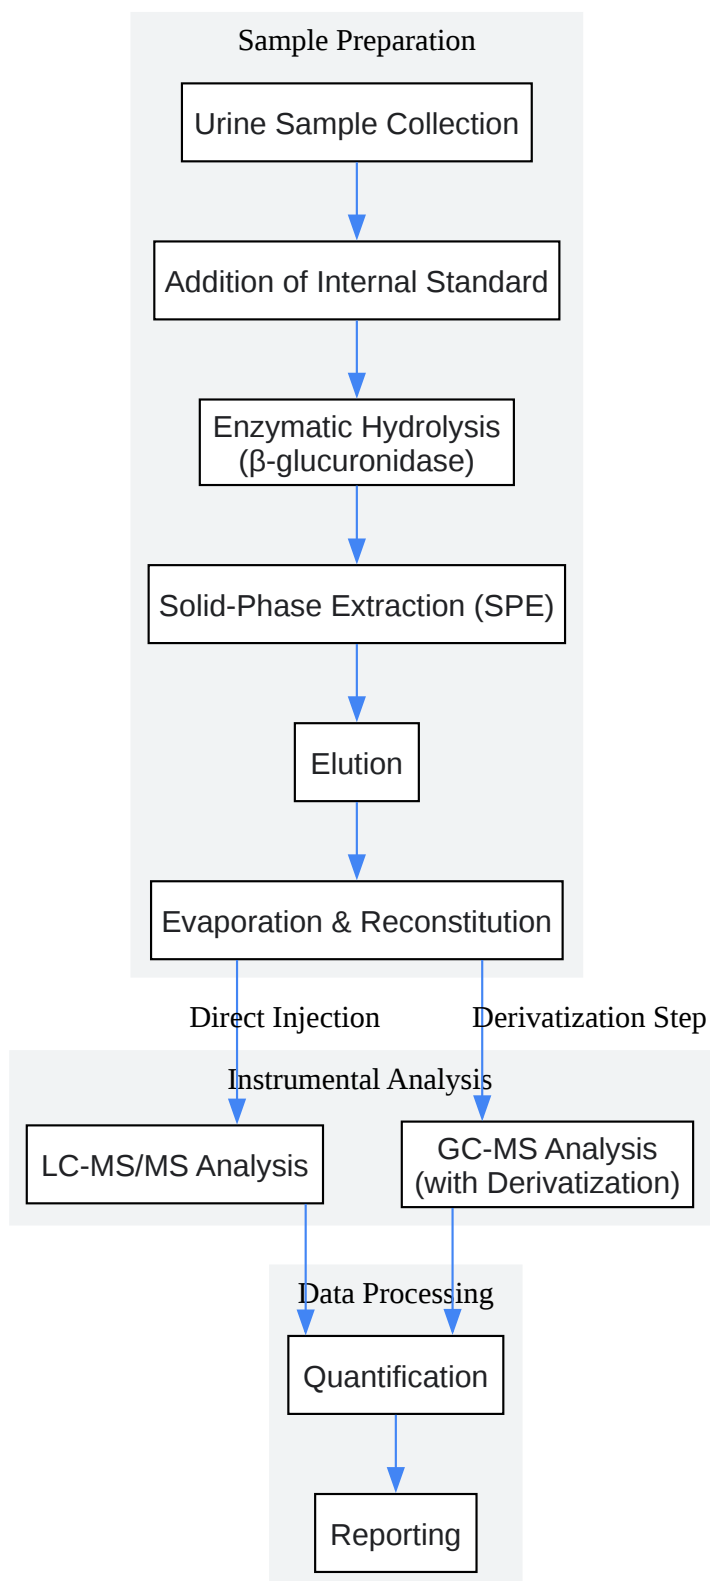 Sample Preparation
Urine Sample Collection
Addition of Internal Standard
Enzymatic Hydrolysis
(β-glucuronidase)
Solid-Phase Extraction (SPE)
Elution
Evaporation & Reconstitution
Direct Injection
Derivatization Step
Instrumental Analysis
LC-MS/MS Analysis
GC-MS Analysis
(with Derivatization)
Data Processing
Quantification
Reporting